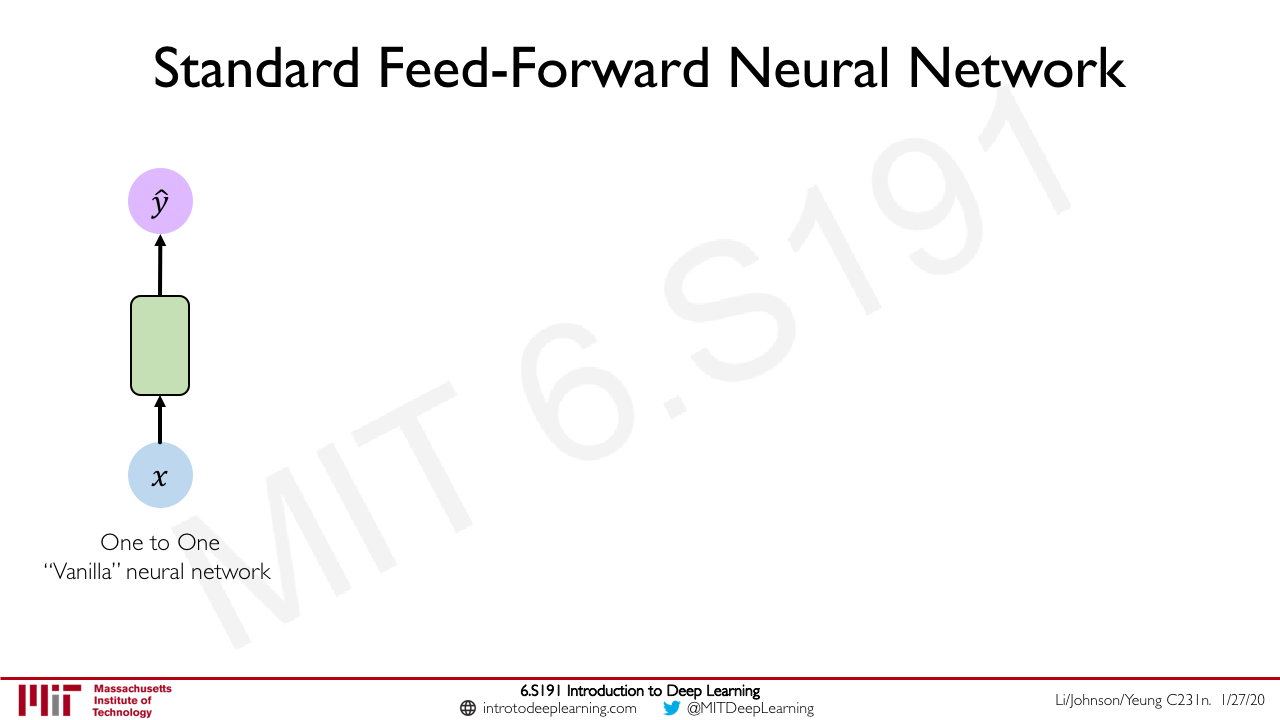 Standard Feed-Forward Neural Network
ŷ
x
One to One
“Vanilla” neural network
MIT 6.S191
Massachusetts
Institute of
Technology
6.S191 Introduction to Deep Learning
introtodeeplearning.com @MITDeepLearning
Li/Johnson/Yeung C231n. 1/27/20